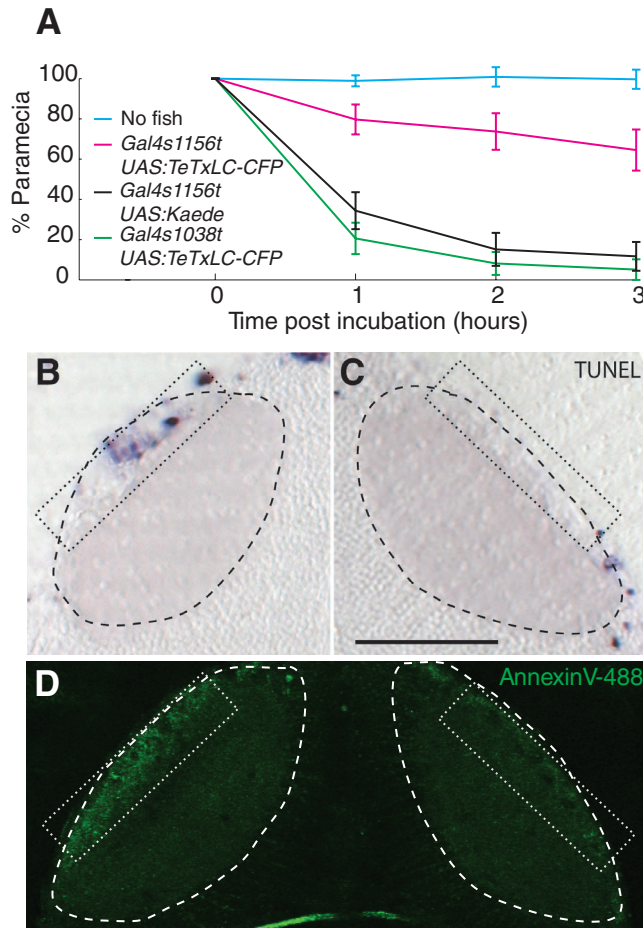 A
% Paramecia
100
80
60
40
20
0
No fish
Gal4s1156t
UAS:TeTxLC-CFP
Gal4s1156t
UAS:Kaede
Gal4s1038t
UAS:TeTxLC-CFP
0 1 2 3
Time post incubation (hours)
B
C TUNEL
D AnnexinV-488